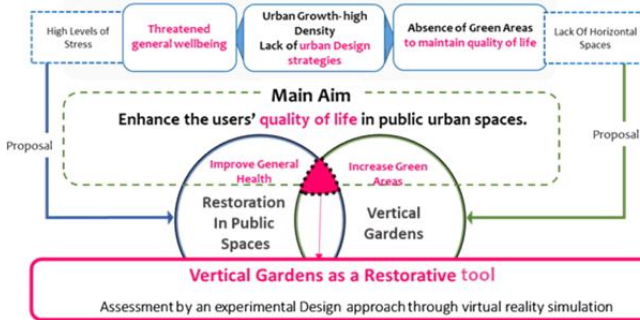 High Levels of
Stress
Threatened
general wellbeing
Urban Growth-high
Density
Lack of urban Design
strategies
Absence of Green Areas
to maintain quality of life
Lack Of Horizontal
Spaces
Main Aim
Enhance the users' quality of life in public urban spaces.
Proposal
Proposal
Improve General
Health
Increase Green
Areas
Restoration
In Public
Spaces
Vertical
Gardens
Vertical Gardens as a Restorative tool
Assessment by an experimental Design approach through virtual reality simulation